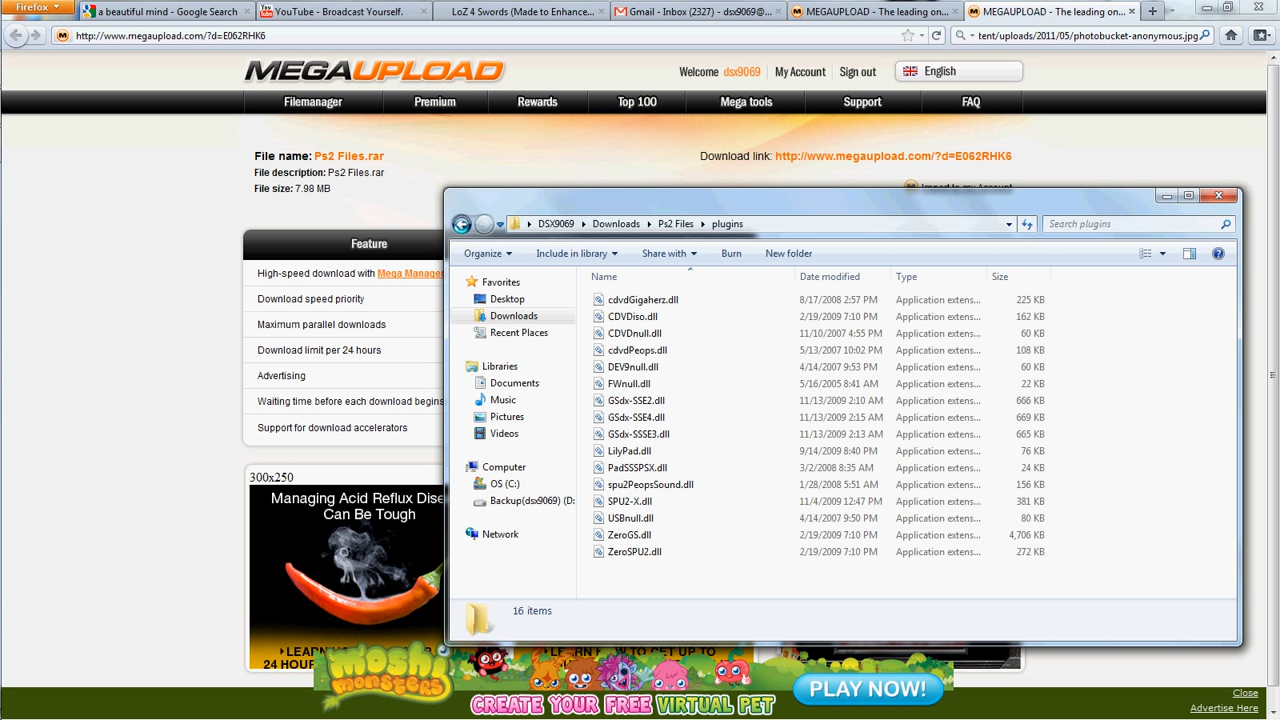 Firefox
a beautiful mind - Google Search
YouTube - Broadcast Yourself.
LoZ 4 Swords (Made to Enhance...
Gmail - Inbox (2327) - dsx9069@...
MEGAUPLOAD - The leading on...
MEGAUPLOAD - The leading on...
http://www.megaupload.com/?d=E062RHK6
tent/uploads/2011/05/photobucket-anonymous.jpg
MEGAUPLOAD
Welcome dsx9069
My Account
Sign out
English
Filemanager
Premium
Rewards
Top 100
Mega tools
Support
FAQ
File name: Ps2 Files.rar
Download link: http://www.megaupload.com/?d=E062RHK6
File description: Ps2 Files.rar
File size: 7.98 MB
Feature
High-speed download with Mega Manager
Download speed priority
Maximum parallel downloads
Download limit per 24 hours
Advertising
Waiting time before each download begins
Support for download accelerators
DSX9069
Downloads
Ps2 Files
plugins
Search plugins
Organize
Include in library
Share with
Burn
New folder
Favorites
Desktop
Downloads
Recent Places
Libraries
Documents
Music
Pictures
Videos
Computer
OS (C:)
Backup(dsx9069) (D:
Network
Name Date modified Type Size
cdvdGigaherz.dll 8/17/2008 2:57 PM Application extens... 225 KB
CDVDiso.dll 2/19/2009 7:10 PM Application extens... 162 KB
CDVDnull.dll 11/10/2007 4:55 PM Application extens... 60 KB
cdvdPeops.dll 5/13/2007 10:02 PM Application extens... 108 KB
DEV9null.dll 4/14/2007 9:53 PM Application extens... 60 KB
FWnull.dll 5/16/2005 8:41 AM Application extens... 22 KB
GSdx-SSE2.dll 11/13/2009 2:10 AM Application extens... 666 KB
GSdx-SSE4.dll 11/13/2009 2:15 AM Application extens... 669 KB
GSdx-SSSE3.dll 11/13/2009 2:13 AM Application extens... 665 KB
LilyPad.dll 9/14/2009 8:40 PM Application extens... 76 KB
PadSSSPSX.dll 3/2/2008 8:35 AM Application extens... 24 KB
spu2PeopsSound.dll 1/28/2008 5:51 AM Application extens... 156 KB
SPU2-X.dll 11/4/2009 12:47 PM Application extens... 381 KB
USBnull.dll 4/14/2007 9:50 PM Application extens... 80 KB
ZeroGS.dll 2/19/2009 7:10 PM Application extens... 4,706 KB
ZeroSPU2.dll 2/19/2009 7:10 PM Application extens... 272 KB
16 items
300x250
Managing Acid Reflux Dise
Can Be Tough
24 HOUR
moshi monsters
CREATE YOUR FREE VIRTUAL PET
PLAY NOW!
Close
Advertise Here